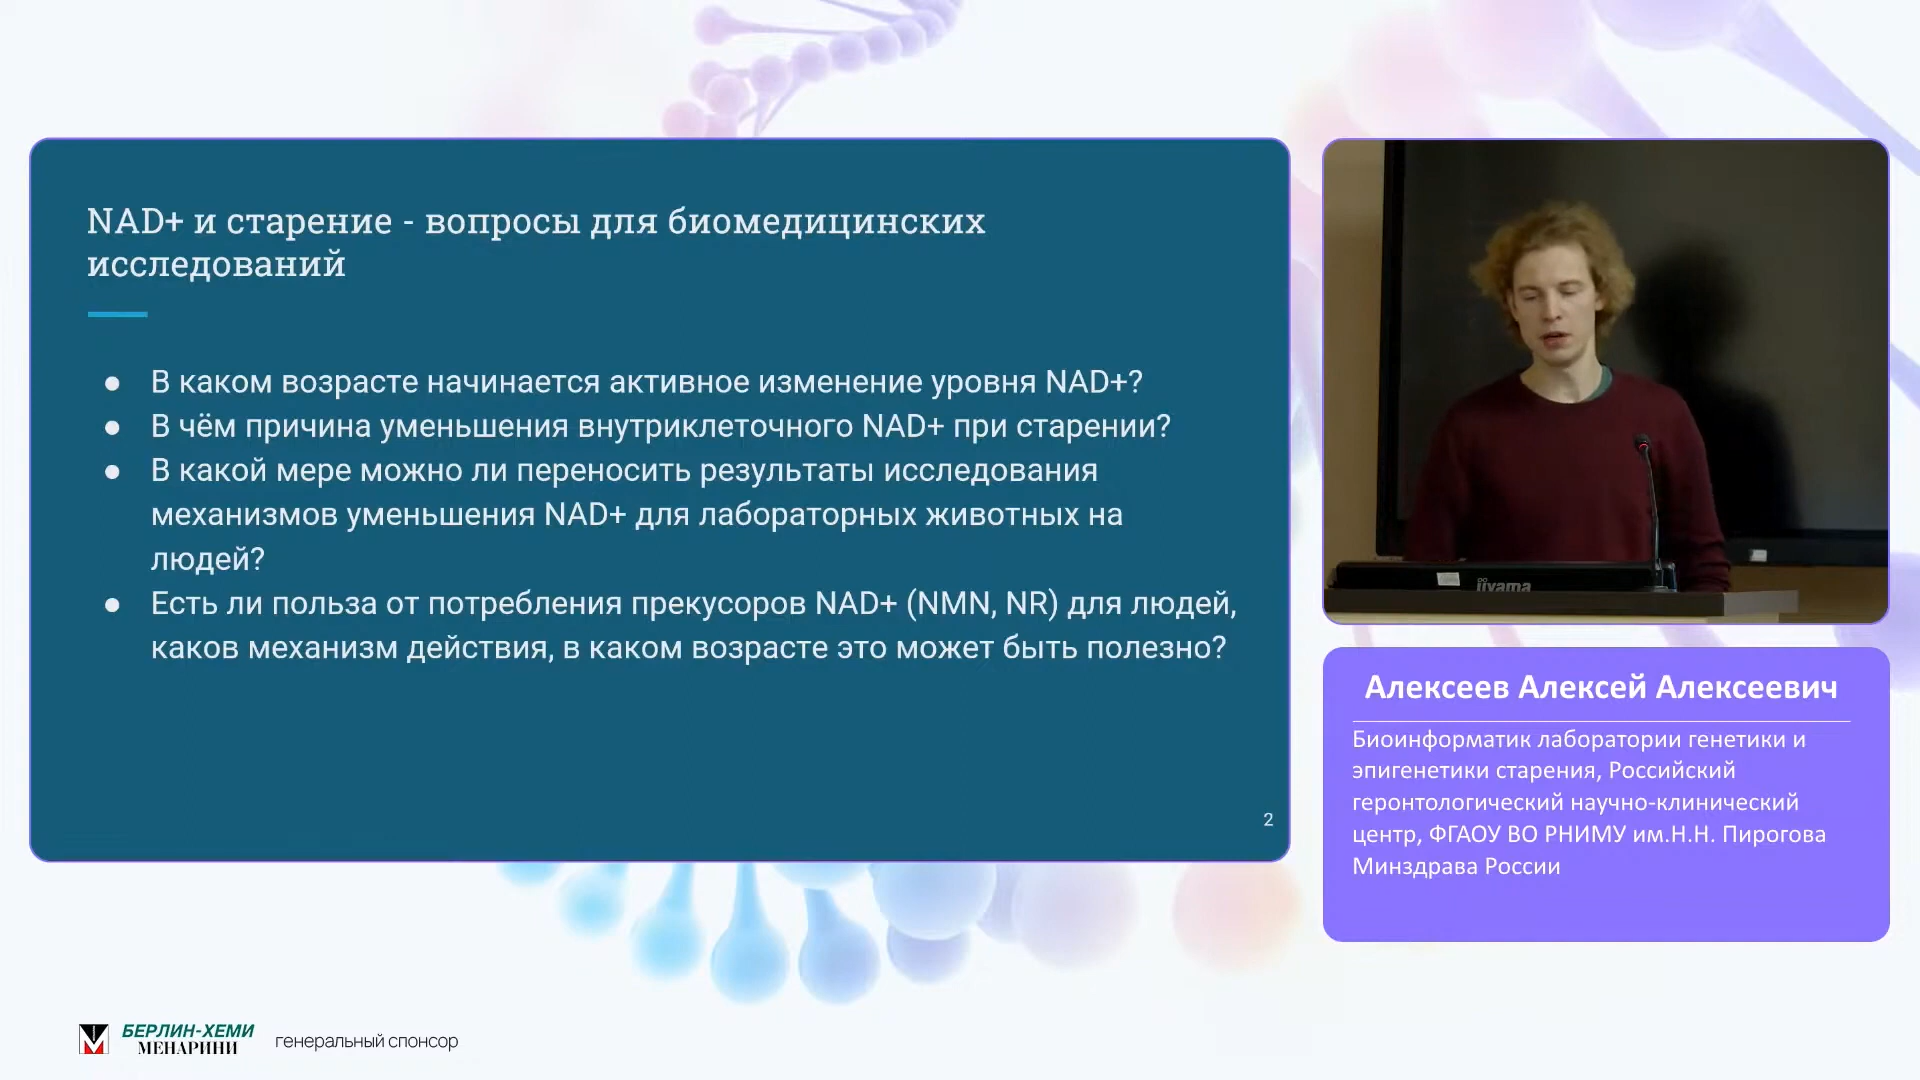 NAD+ и старение - вопросы для биомедицинских
исследований
● В каком возрасте начинается активное изменение уровня NAD+?
● В чём причина уменьшения внутриклеточного NAD+ при старении?
● В какой мере можно ли переносить результаты исследования
механизмов уменьшения NAD+ для лабораторных животных на
людей?
● Есть ли польза от потребления прекусоров NAD+ (NMN, NR) для людей,
каков механизм действия, в каком возрасте это может быть полезно?
2
iiyama
Алексеев Алексей Алексеевич
Биоинформатик лаборатории генетики и
эпигенетики старения, Российский
геронтологический научно-клинический
центр, ФГАОУ ВО РНИМУ им.Н.Н. Пирогова
Минздрава России
БЕРЛИН-ХЕМИ
МЕНАРИНИ
генеральный спонсор